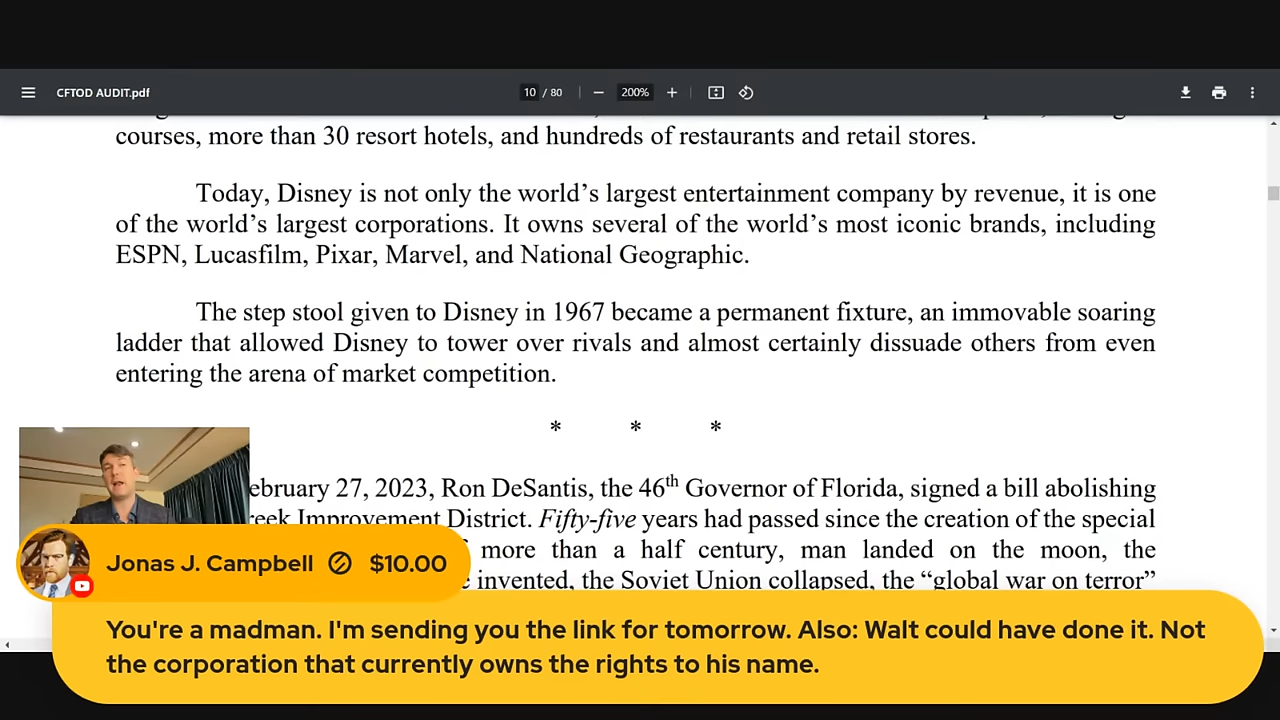 CFTOD AUDIT.pdf
10 / 80
200%
courses, more than 30 resort hotels, and hundreds of restaurants and retail stores.
Today, Disney is not only the world’s largest entertainment company by revenue, it is one
of the world’s largest corporations. It owns several of the world’s most iconic brands, including
ESPN, Lucasfilm, Pixar, Marvel, and National Geographic.
The step stool given to Disney in 1967 became a permanent fixture, an immovable soaring
ladder that allowed Disney to tower over rivals and almost certainly dissuade others from even
entering the arena of market competition.
* * *
ebruary 27, 2023, Ron DeSantis, the 46th Governor of Florida, signed a bill abolishing
reek Improvement District. Fifty-five years had passed since the creation of the special
more than a half century, man landed on the moon, the
invented, the Soviet Union collapsed, the “global war on terror”
Jonas J. Campbell $10.00
You're a madman. I'm sending you the link for tomorrow. Also: Walt could have done it. Not
the corporation that currently owns the rights to his name.